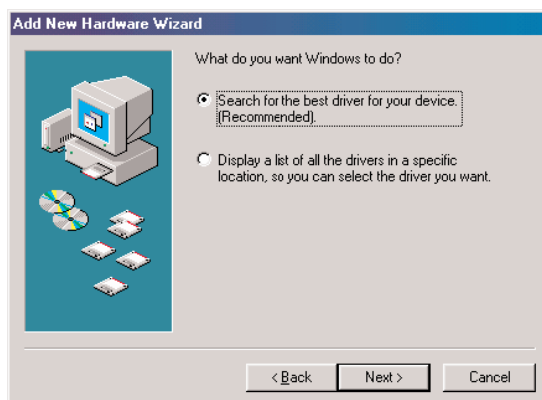 Add New Hardware Wizard
What do you want Windows to do?
Search for the best driver for your device.
(Recommended).
Display a list of all the drivers in a specific
location, so you can select the driver you want.
< Back
Next >
Cancel